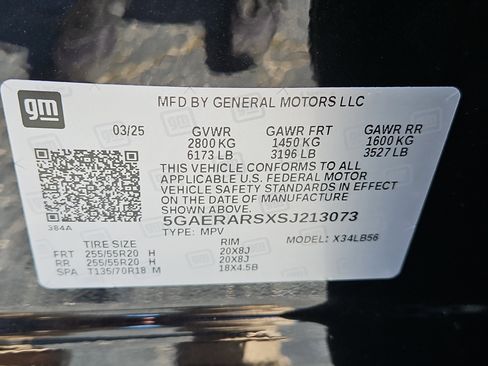 gm
MFD BY GENERAL MOTORS LLC
03/25 GVWR GAWR FRT GAWR RR
2800 KG 1450 KG 1600 KG
6173 LB 3196 LB 3527 LB
THIS VEHICLE CONFORMS TO ALL
APPLICABLE U.S. FEDERAL MOTOR
VEHICLE SAFETY STANDARDS IN EFFECT
ON THE DATE OF MANUFACTURE
SHOWN ABOVE.
5GAERARSXSJ213073
384A
TYPE: MPV MODEL: X34LB56
TIRE SIZE RIM
FRT 255/55R20 H 20X8J
RR 255/55R20 H 20X8J
SPA T135/70R18 M 18X4.5B